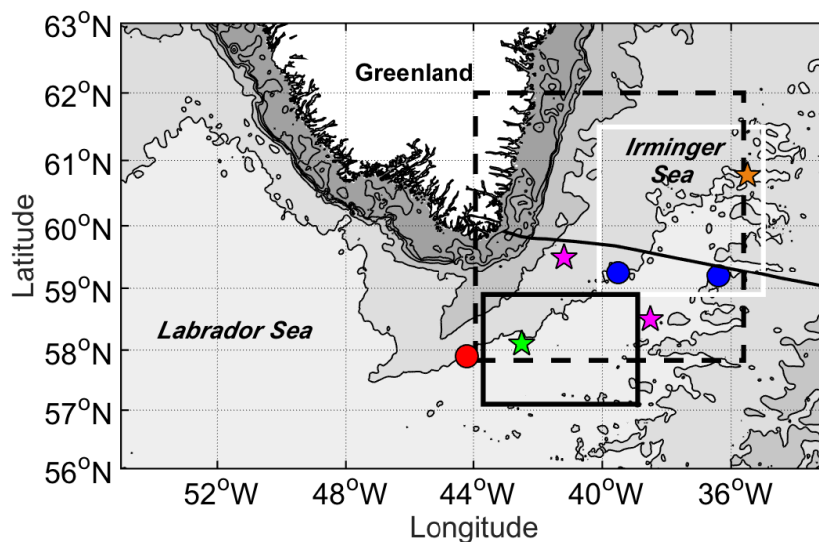 63°N
62°N
61°N
60°N
59°N
58°N
57°N
56°N
Latitude
Greenland
Irminger
Sea
Labrador Sea
52°W
48°W
44°W
40°W
36°W
Longitude